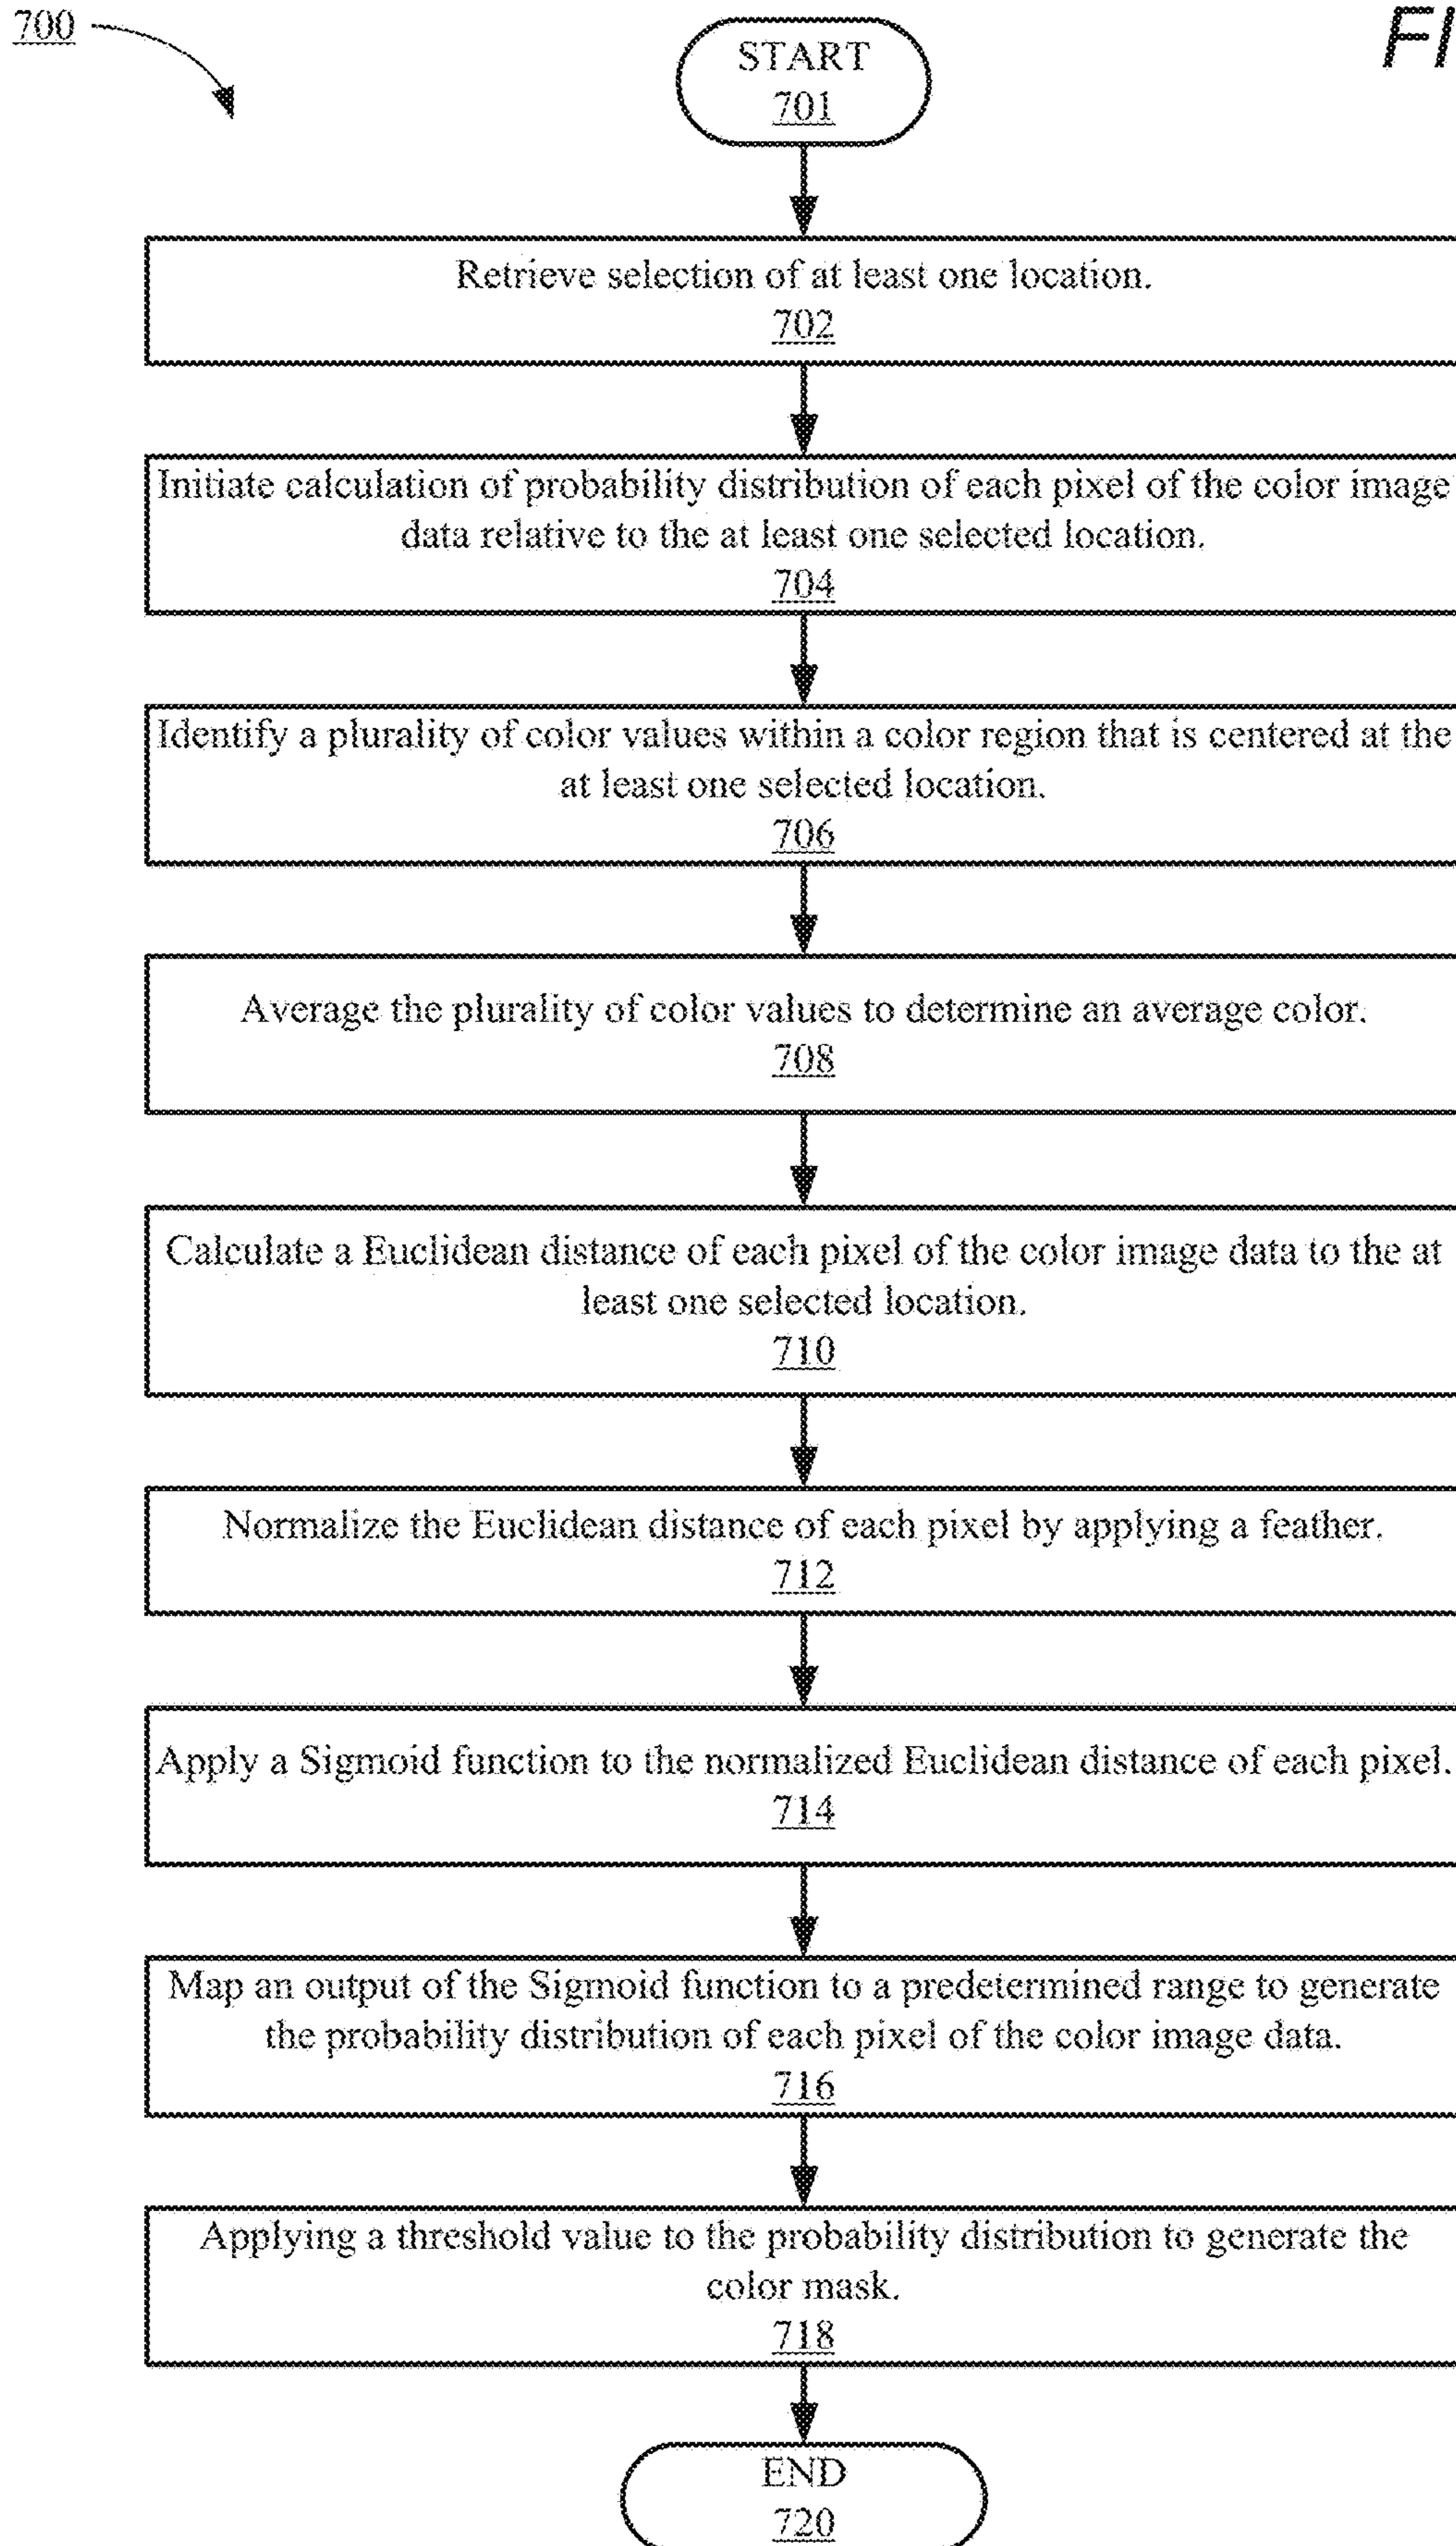 700
FI
START
701
Retrieve selection of at least one location.
702
Initiate calculation of probability distribution of each pixel of the color image
data relative to the at least one selected location.
704
Identify a plurality of color values within a color region that is centered at the
at least one selected location.
706
Average the plurality of color values to determine an average color.
708
Calculate a Euclidean distance of each pixel of the color image data to the at
least one selected location.
710
Normalize the Euclidean distance of each pixel by applying a feather.
712
Apply a Sigmoid function to the normalized Euclidean distance of each pixel.
714
Map an output of the Sigmoid function to a predetermined range to generate
the probability distribution of each pixel of the color image data.
716
Applying a threshold value to the probability distribution to generate the
color mask.
718
END
720